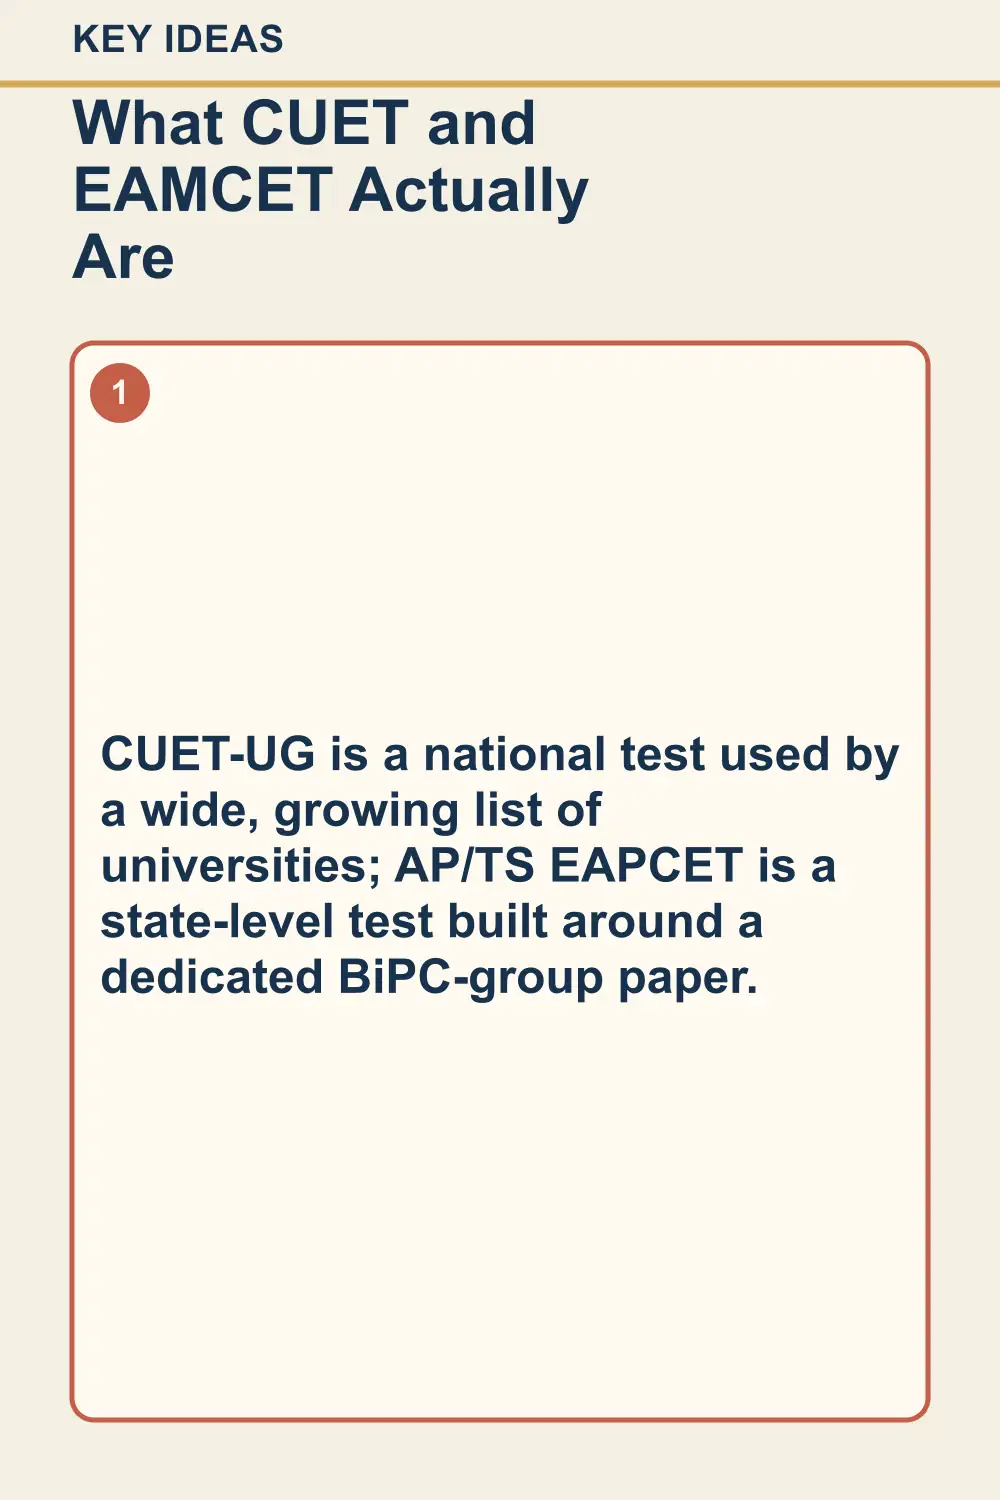 KEY IDEAS
What CUET and
EAMCET Actually
Are
1
CUET-UG is a national test used by
a wide, growing list of
universities; AP/TS EAPCET is a
state-level test built around a
dedicated BiPC-group paper.